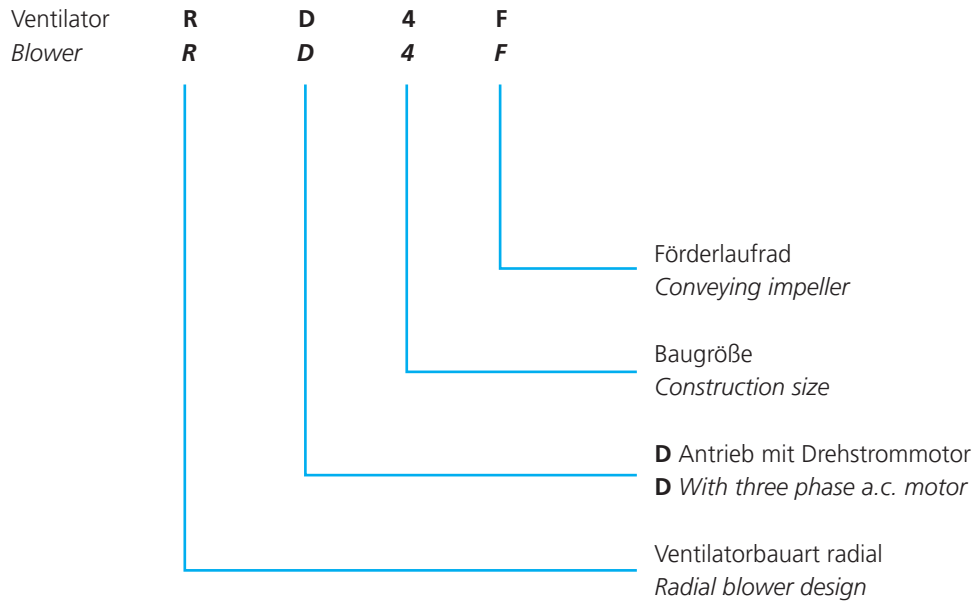 Ventilator R D 4 F
Blower R D 4 F
Förderlaufrad
Conveying impeller
Baugröße
Construction size
D Antrieb mit Drehstrommotor
D With three phase a.c. motor
Ventilatorbauart radial
Radial blower design